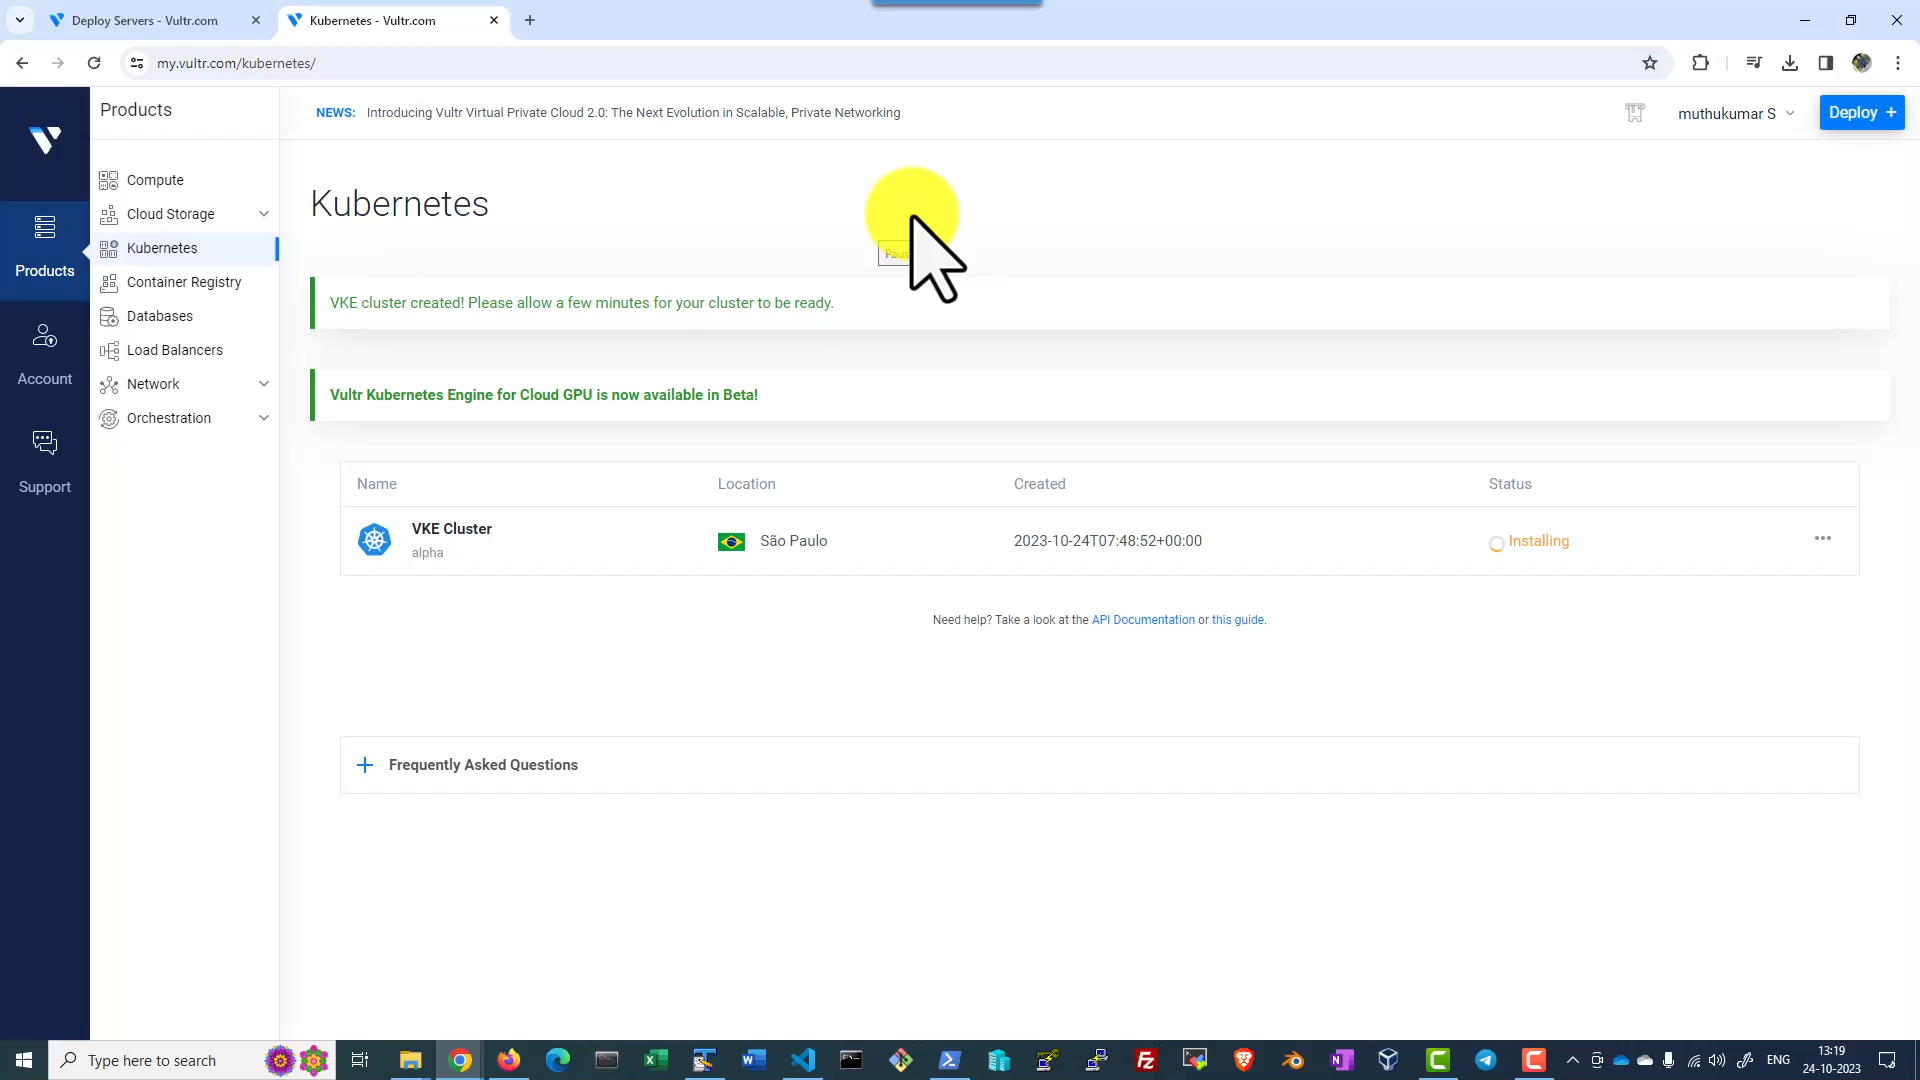 Deploy Servers - Vultr.com
Kubernetes - Vultr.com
my.vultr.com/kubernetes/
Products
NEWS: Introducing Vultr Virtual Private Cloud 2.0: The Next Evolution in Scalable, Private Networking
muthukumar S
Deploy +
Products
Account
Support
Compute
Cloud Storage
Kubernetes
Container Registry
Databases
Load Balancers
Network
Orchestration
Kubernetes
VKE cluster created! Please allow a few minutes for your cluster to be ready.
Vultr Kubernetes Engine for Cloud GPU is now available in Beta!
Name Location Created Status
VKE Cluster
alpha
São Paulo
2023-10-24T07:48:52+00:00
Installing
Need help? Take a look at the API Documentation or this guide.
Frequently Asked Questions
Type here to search
ENG
13:19
24-10-2023